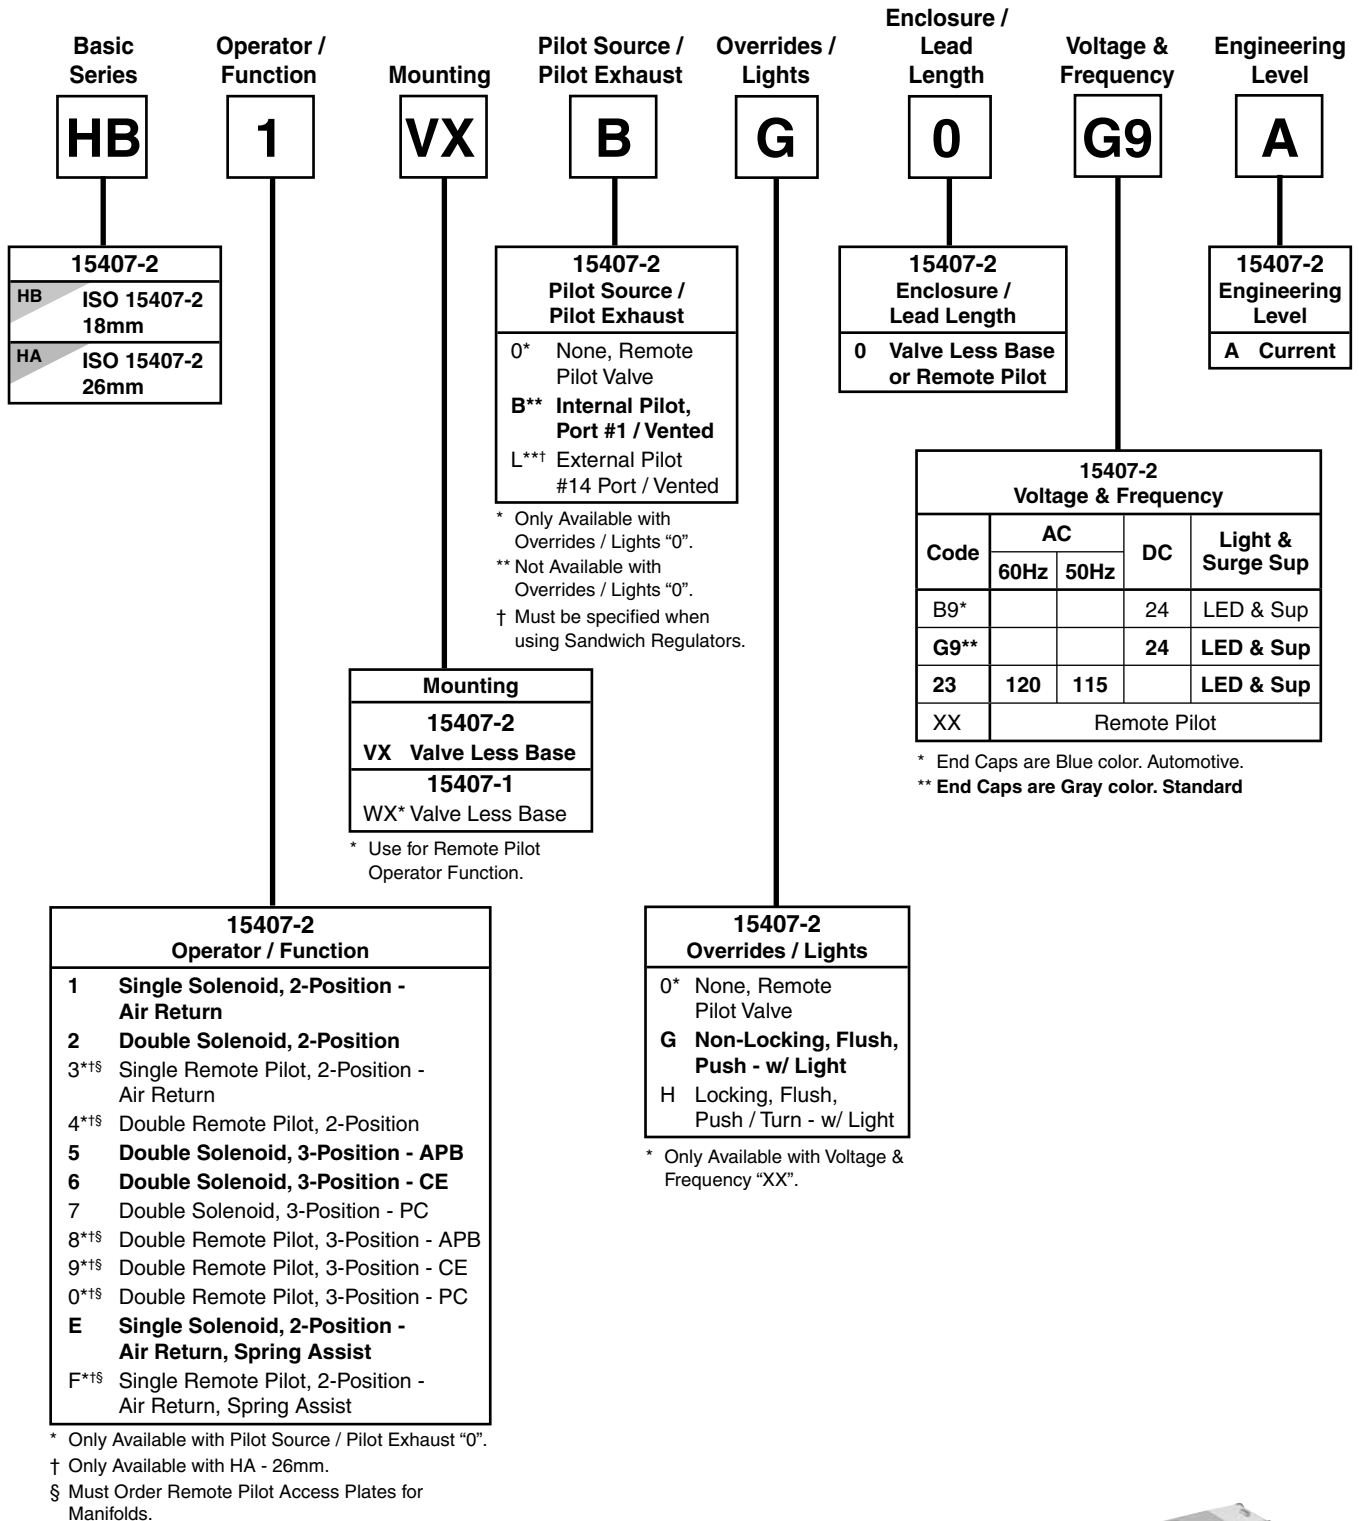 Basic Series
Operator / Function
Mounting
Pilot Source / Pilot Exhaust
Overrides / Lights
Enclosure / Lead Length
Voltage & Frequency
Engineering Level
HB
1
VX
B
G
0
G9
A
15407-2
HB ISO 15407-2
18mm
HA ISO 15407-2
26mm
15407-2
Pilot Source /
Pilot Exhaust
0* None, Remote
Pilot Valve
B** Internal Pilot,
Port #1 / Vented
L**† External Pilot
#14 Port / Vented
* Only Available with
Overrides / Lights “0”.
** Not Available with
Overrides / Lights “0”.
† Must be specified when
using Sandwich Regulators.
15407-2
Enclosure /
Lead Length
0 Valve Less Base
or Remote Pilot
15407-2
Engineering
Level
A Current
15407-2
Voltage & Frequency
Code AC DC Light & Surge Sup
60Hz 50Hz
B9* 24 LED & Sup
G9** 24 LED & Sup
23 120 115 LED & Sup
XX Remote Pilot
* End Caps are Blue color. Automotive.
** End Caps are Gray color. Standard
Mounting
15407-2
VX Valve Less Base
15407-1
WX* Valve Less Base
* Use for Remote Pilot
Operator Function.
15407-2
Operator / Function
1 Single Solenoid, 2-Position -
Air Return
2 Double Solenoid, 2-Position
3*†§ Single Remote Pilot, 2-Position -
Air Return
4*†§ Double Remote Pilot, 2-Position
5 Double Solenoid, 3-Position - APB
6 Double Solenoid, 3-Position - CE
7 Double Solenoid, 3-Position - PC
8*†§ Double Remote Pilot, 3-Position - APB
9*†§ Double Remote Pilot, 3-Position - CE
0*†§ Double Remote Pilot, 3-Position - PC
E Single Solenoid, 2-Position -
Air Return, Spring Assist
F*†§ Single Remote Pilot, 2-Position -
Air Return, Spring Assist
* Only Available with Pilot Source / Pilot Exhaust “0”.
† Only Available with HA - 26mm.
§ Must Order Remote Pilot Access Plates for
Manifolds.
15407-2
Overrides / Lights
0* None, Remote
Pilot Valve
G Non-Locking, Flush,
Push - w/ Light
H Locking, Flush,
Push / Turn - w/ Light
* Only Available with Voltage &
Frequency “XX”.